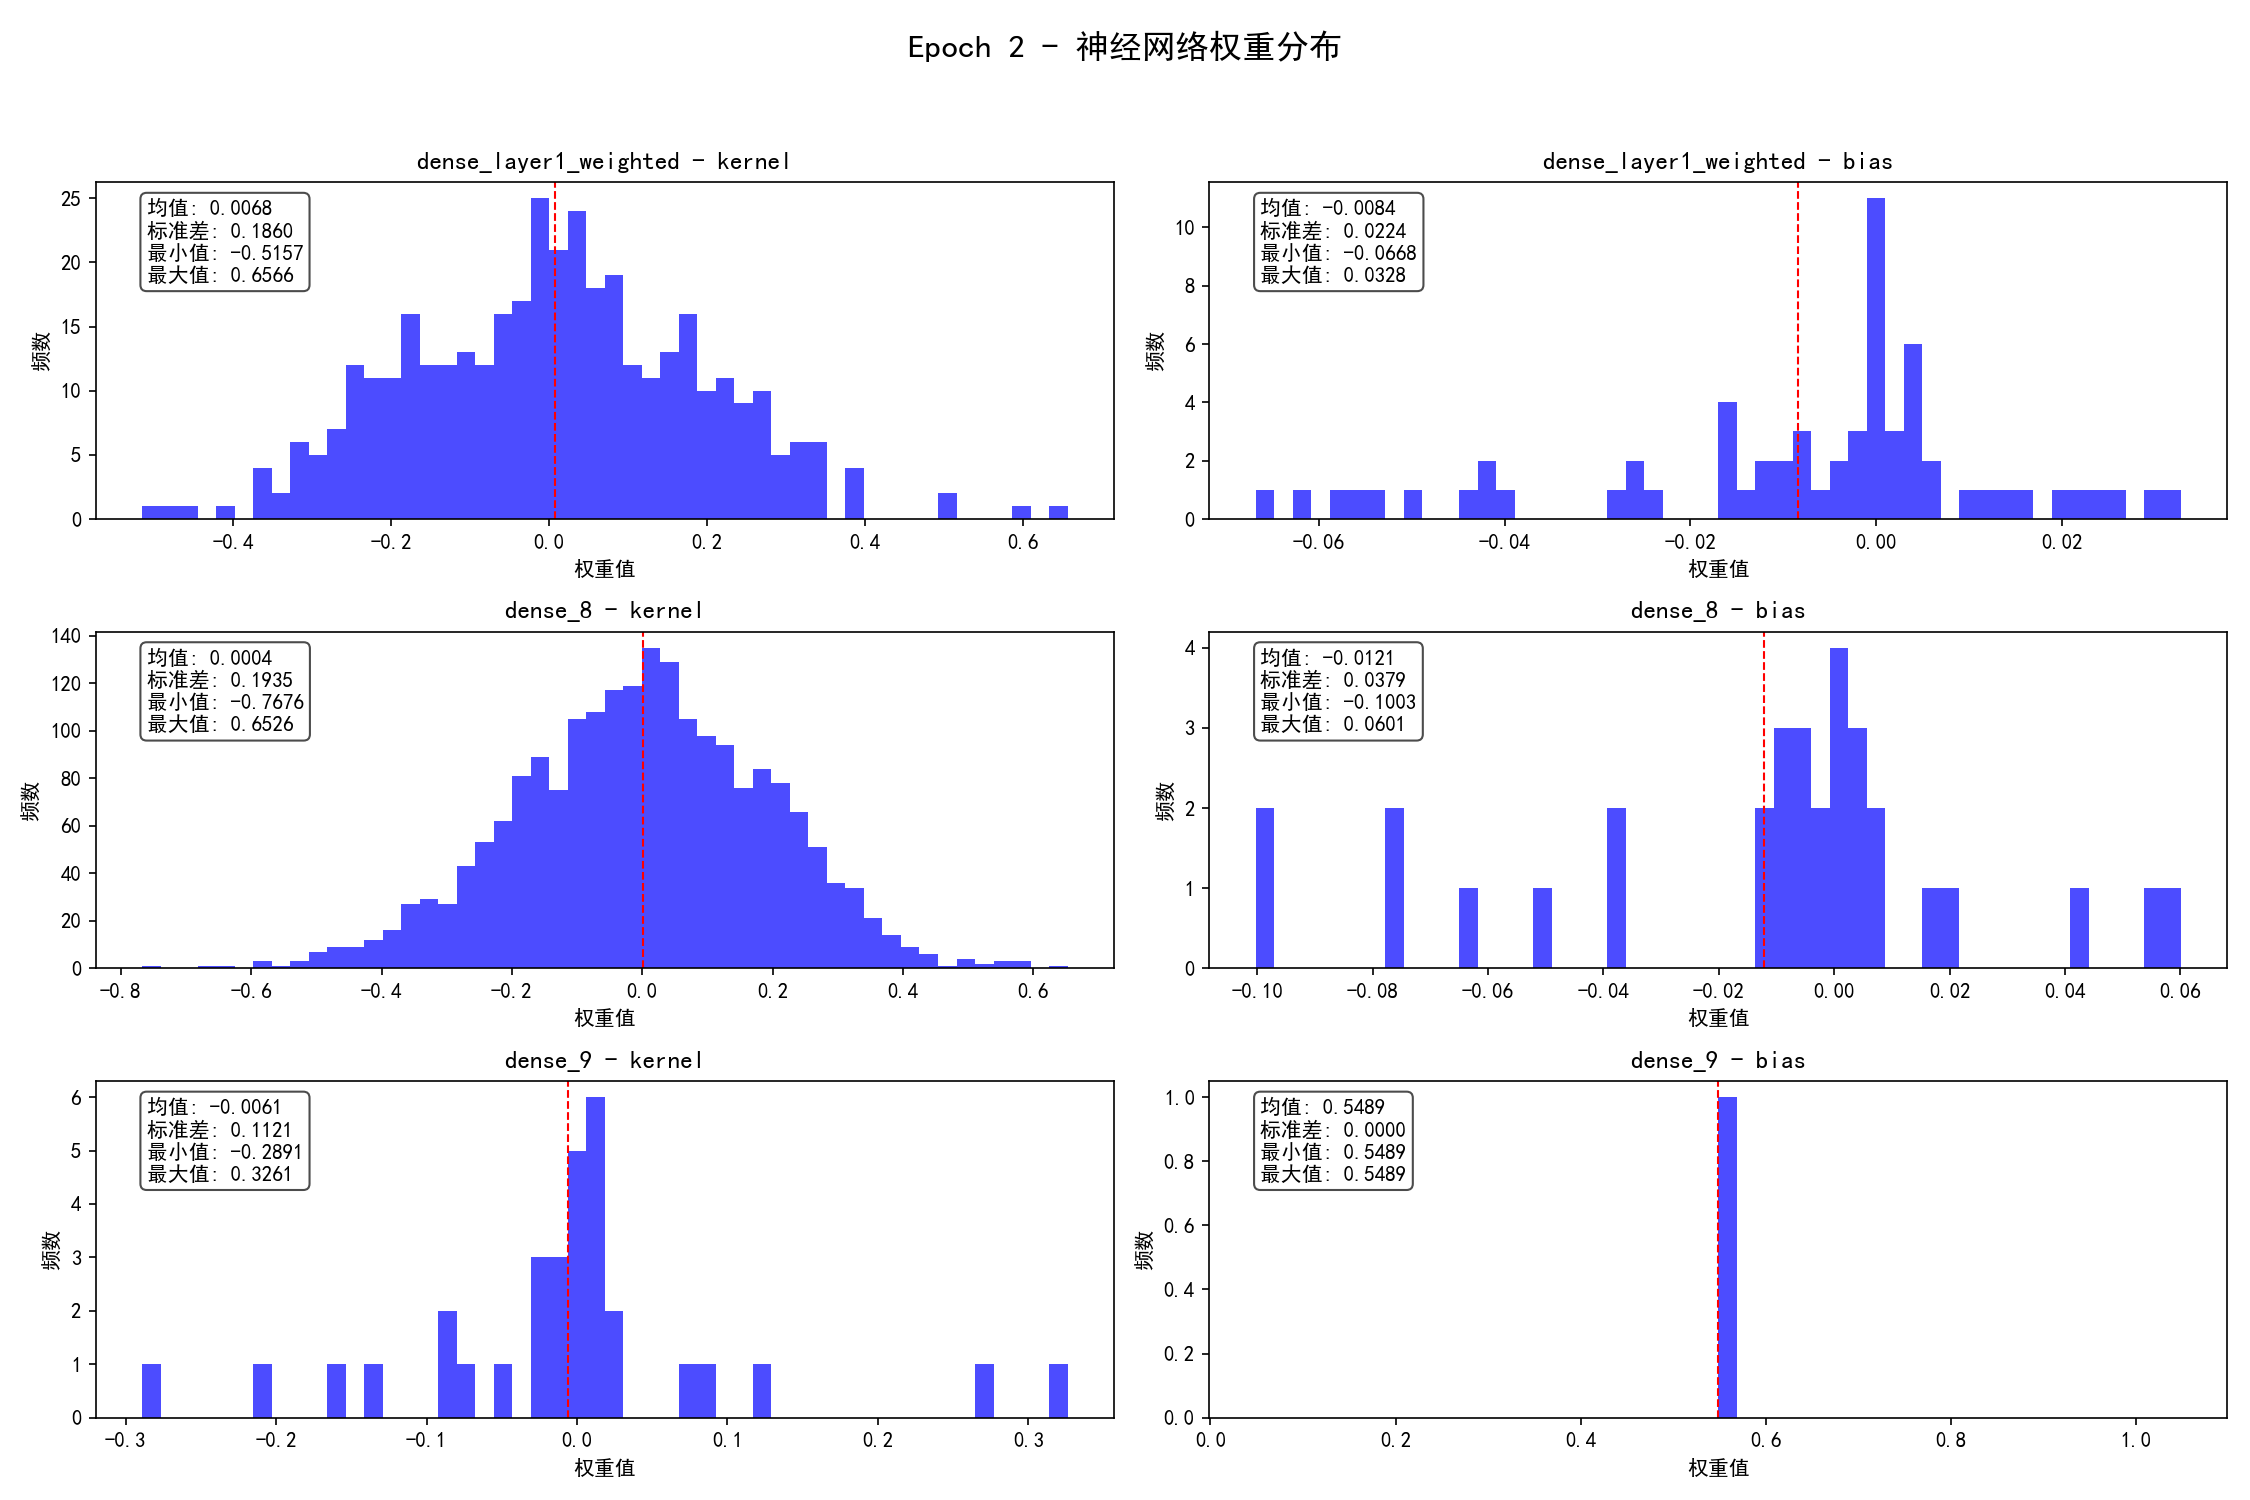 Epoch 2 - 神经网络权重分布
dense_layer1_weighted - kernel
均值: 0.0068
标准差: 0.1860
最小值: -0.5157
最大值: 0.6566
频数
25
20
15
10
5
0
-0.4 -0.2 0.0 0.2 0.4 0.6
权重值
dense_layer1_weighted - bias
均值: -0.0084
标准差: 0.0224
最小值: -0.0668
最大值: 0.0328
频数
10
8
6
4
2
0
-0.06 -0.04 -0.02 0.00 0.02
权重值
dense_8 - kernel
均值: 0.0004
标准差: 0.1935
最小值: -0.7676
最大值: 0.6526
频数
140
120
100
80
60
40
20
0
-0.8 -0.6 -0.4 -0.2 0.0 0.2 0.4 0.6
权重值
dense_8 - bias
均值: -0.0121
标准差: 0.0379
最小值: -0.1003
最大值: 0.0601
频数
4
3
2
1
0
-0.10 -0.08 -0.06 -0.04 -0.02 0.00 0.02 0.04 0.06
权重值
dense_9 - kernel
均值: -0.0061
标准差: 0.1121
最小值: -0.2891
最大值: 0.3261
频数
6
5
4
3
2
1
0
-0.3 -0.2 -0.1 0.0 0.1 0.2 0.3
权重值
dense_9 - bias
均值: 0.5489
标准差: 0.0000
最小值: 0.5489
最大值: 0.5489
频数
1.0
0.8
0.6
0.4
0.2
0.0
0.0 0.2 0.4 0.6 0.8 1.0
权重值